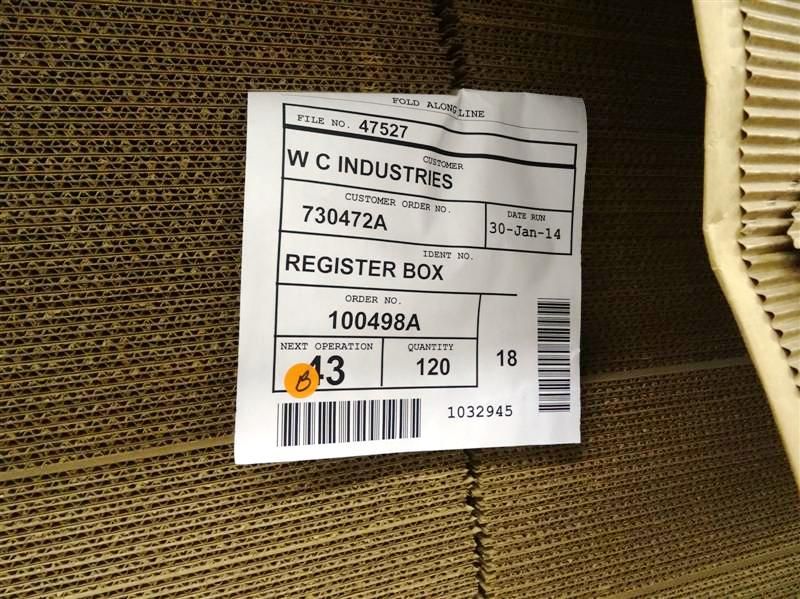 FOLD ALONG LINE
FILE NO. 47527
CUSTOMER
W C INDUSTRIES
CUSTOMER ORDER NO.
730472A
DATE RUN
30-Jan-14
IDENT NO.
REGISTER BOX
ORDER NO.
100498A
NEXT OPERATION
43
QUANTITY
120
18
B
1032945